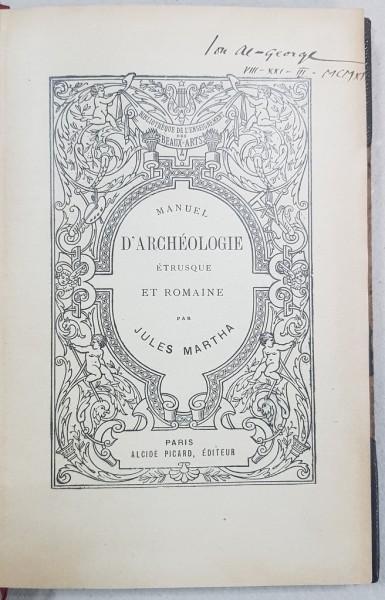 Ion Al-George
VIII-XXI-III-MCMXI
BIBLIOTHÈQUE DE L'ENSEIGNEMENT
DES
BEAUX-ARTS
MANUEL
D'ARCHÉOLOGIE
ÉTRUSQUE
ET ROMAINE
PAR
JULES MARTHA
PARIS
ALCIDE PICARD, ÉDITEUR